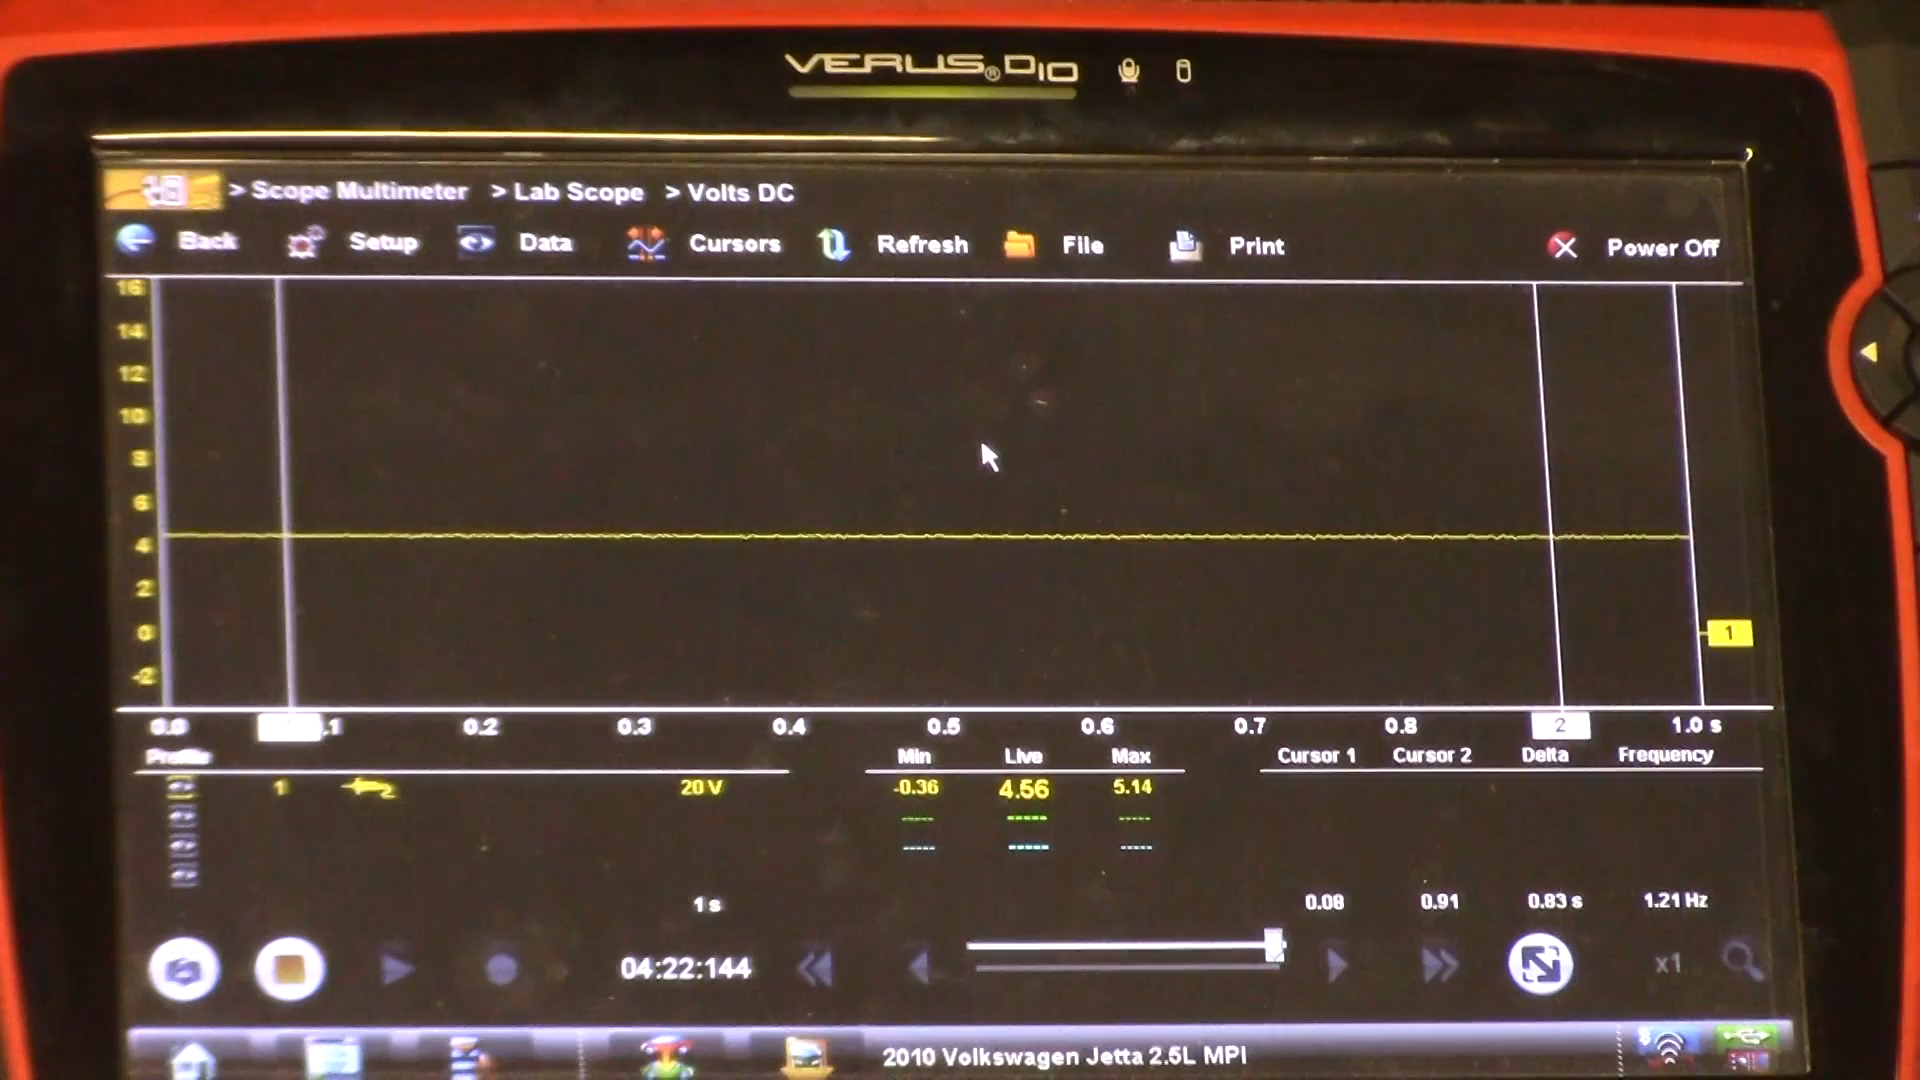 VERUS® D10
> Scope Multimeter > Lab Scope > Volts DC
Back Setup Data Cursors Refresh File Print Power Off
16
14
12
10
8
6
4
2
0
-2
1
0.0 .1 0.2 0.3 0.4 0.5 0.6 0.7 0.8 2 1.0 s
Profile Min Live Max Cursor 1 Cursor 2 Delta Frequency
1 20 V -0.36 4.56 5.14
----- ----- -----
----- ----- -----
1 s 0.08 0.91 0.83 s 1.21 Hz
04:22:144 x1
2010 Volkswagen Jetta 2.5L MPI